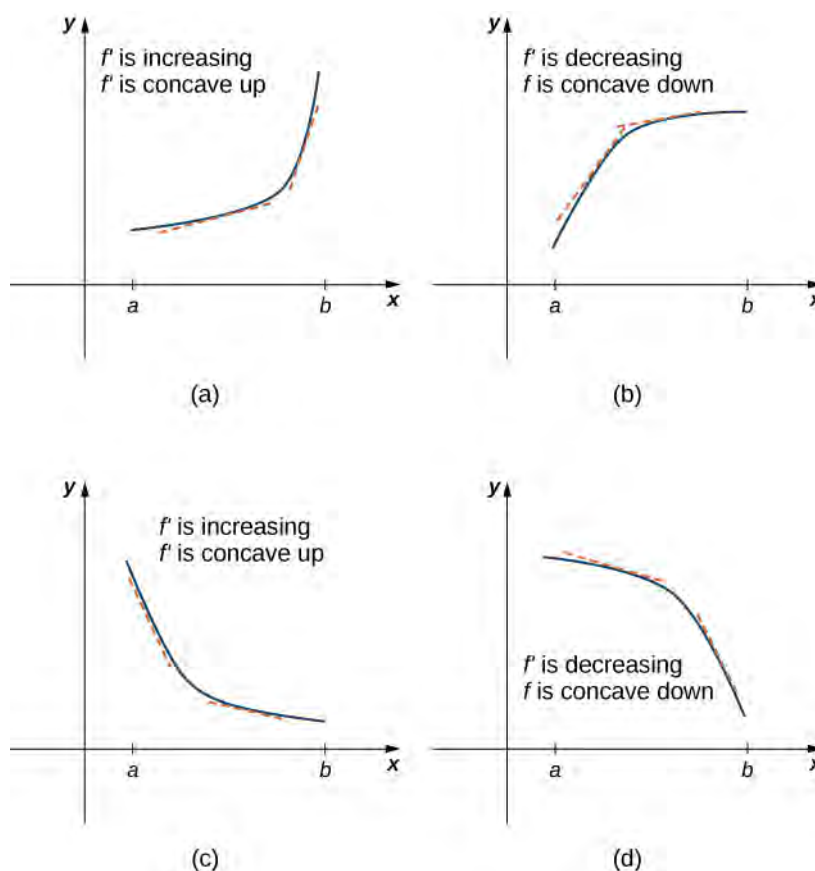 y
f' is increasing
f' is concave up
a
b
x
(a)
y
f' is decreasing
f is concave down
a
b
x
(b)
y
f' is increasing
f' is concave up
a
b
x
(c)
y
f' is decreasing
f is concave down
a
b
x
(d)